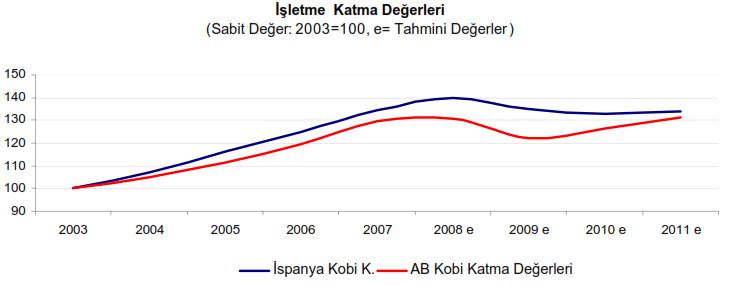 İşletme Katma Değerleri
(Sabit Değer: 2003=100, e= Tahmini Değerler )
150
140
130
120
110
100
90
2003 2004 2005 2006 2007 2008 e 2009 e 2010 e 2011 e
İspanya Kobi K. AB Kobi Katma Değerleri